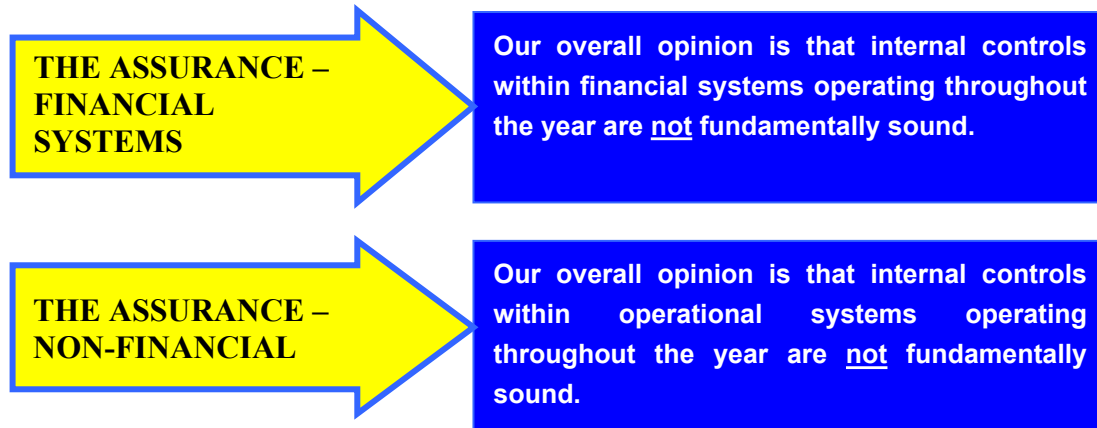 THE ASSURANCE –
FINANCIAL
SYSTEMS
Our overall opinion is that internal controls
within financial systems operating throughout
the year are not fundamentally sound.
THE ASSURANCE –
NON-FINANCIAL
Our overall opinion is that internal controls
within operational systems operating
throughout the year are not fundamentally
sound.